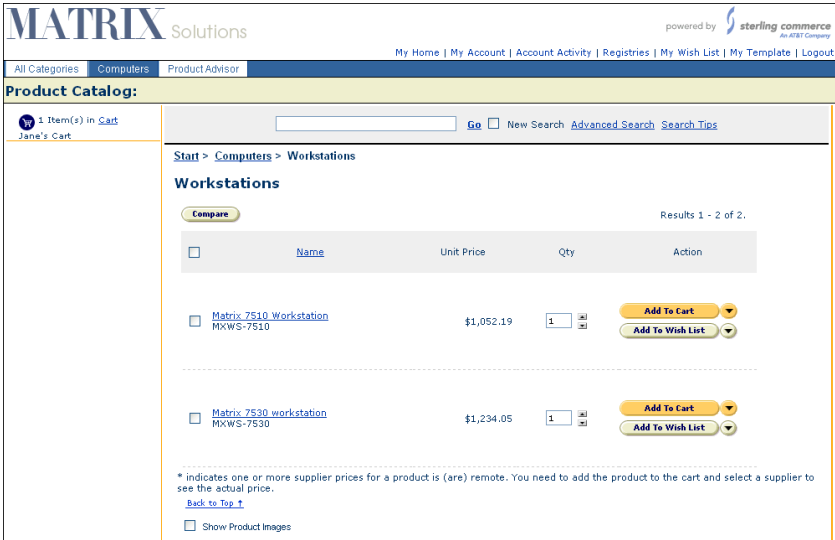 MATRIX Solutions
powered by sterling commerce
An AT&T Company
My Home | My Account | Account Activity | Registries | My Wish List | My Template | Logout
All Categories Computers Product Advisor
Product Catalog:
1 Item(s) in Cart
Jane's Cart
Go New Search Advanced Search Search Tips
Start > Computers > Workstations
Workstations
Compare Results 1 - 2 of 2.
Name Unit Price Qty Action
Matrix 7510 Workstation
MXWS-7510
$1,052.19 1
Add To Cart
Add To Wish List
Matrix 7530 workstation
MXWS-7530
$1,234.05 1
Add To Cart
Add To Wish List
* indicates one or more supplier prices for a product is (are) remote. You need to add the product to the cart and select a supplier to
see the actual price.
Back to Top ↑
Show Product Images